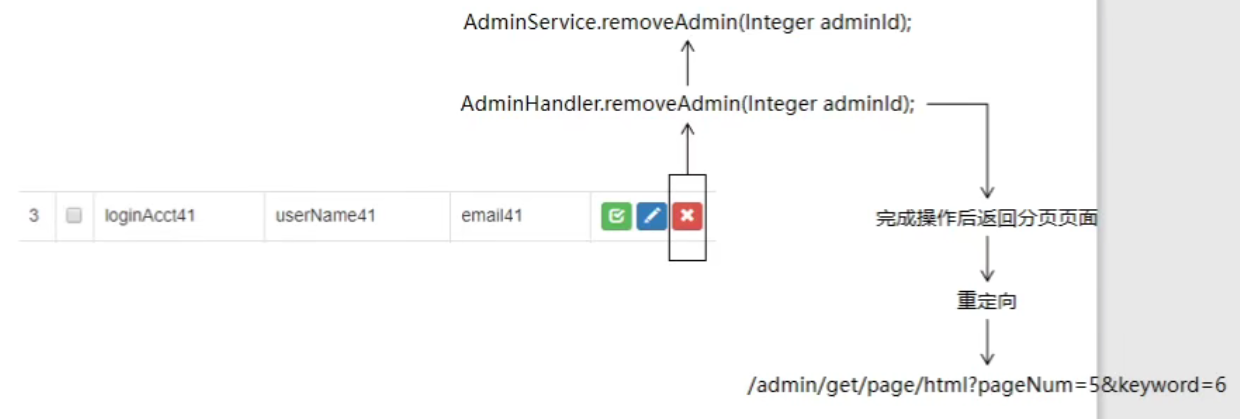 AdminService.removeAdmin(Integer adminId);
AdminHandler.removeAdmin(Integer adminId);
3 loginAcct41 userName41 email41
完成操作后返回分页页面
重定向
/admin/get/page/html?pageNum=5&keyword=6